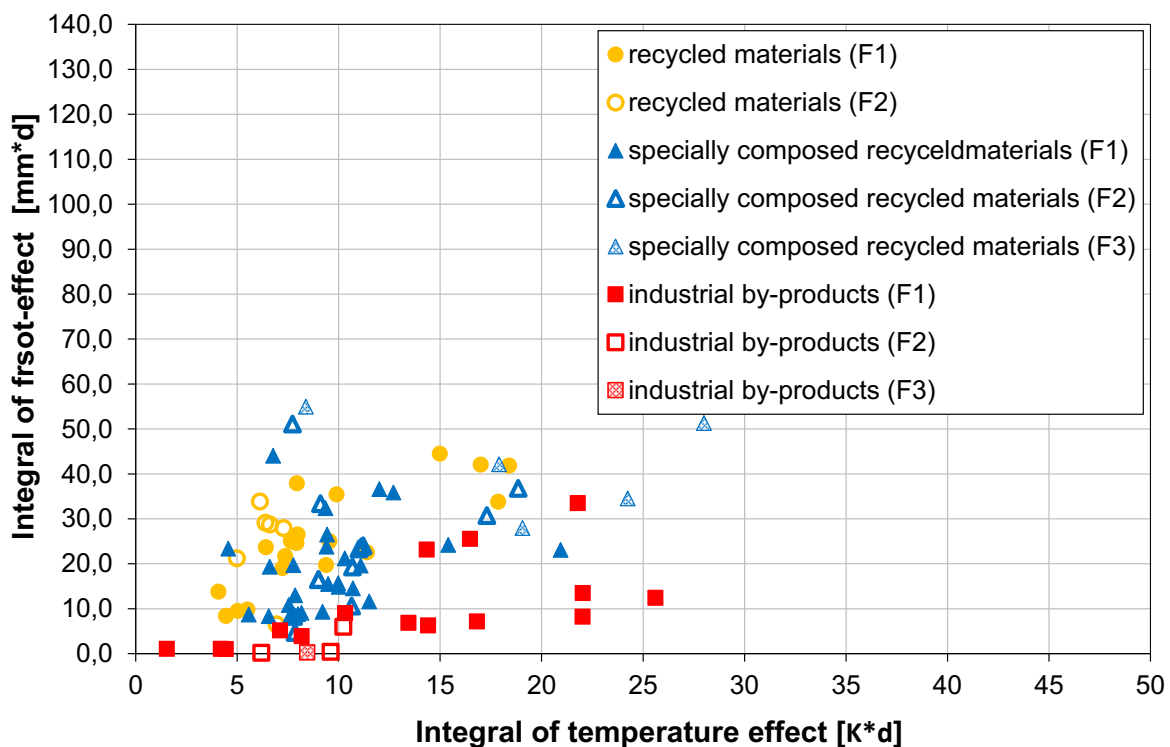 140,0
130,0
120,0
110,0
100,0
90,0
80,0
70,0
60,0
50,0
40,0
30,0
20,0
10,0
0,0
Integral of frsot-effect [mm*d]
recycled materials (F1)
recycled materials (F2)
specially composed recyceldmaterials (F1)
specially composed recycled materials (F2)
specially composed recycled materials (F3)
industrial by-products (F1)
industrial by-products (F2)
industrial by-products (F3)
0 5 10 15 20 25 30 35 40 45 50
Integral of temperature effect [K*d]